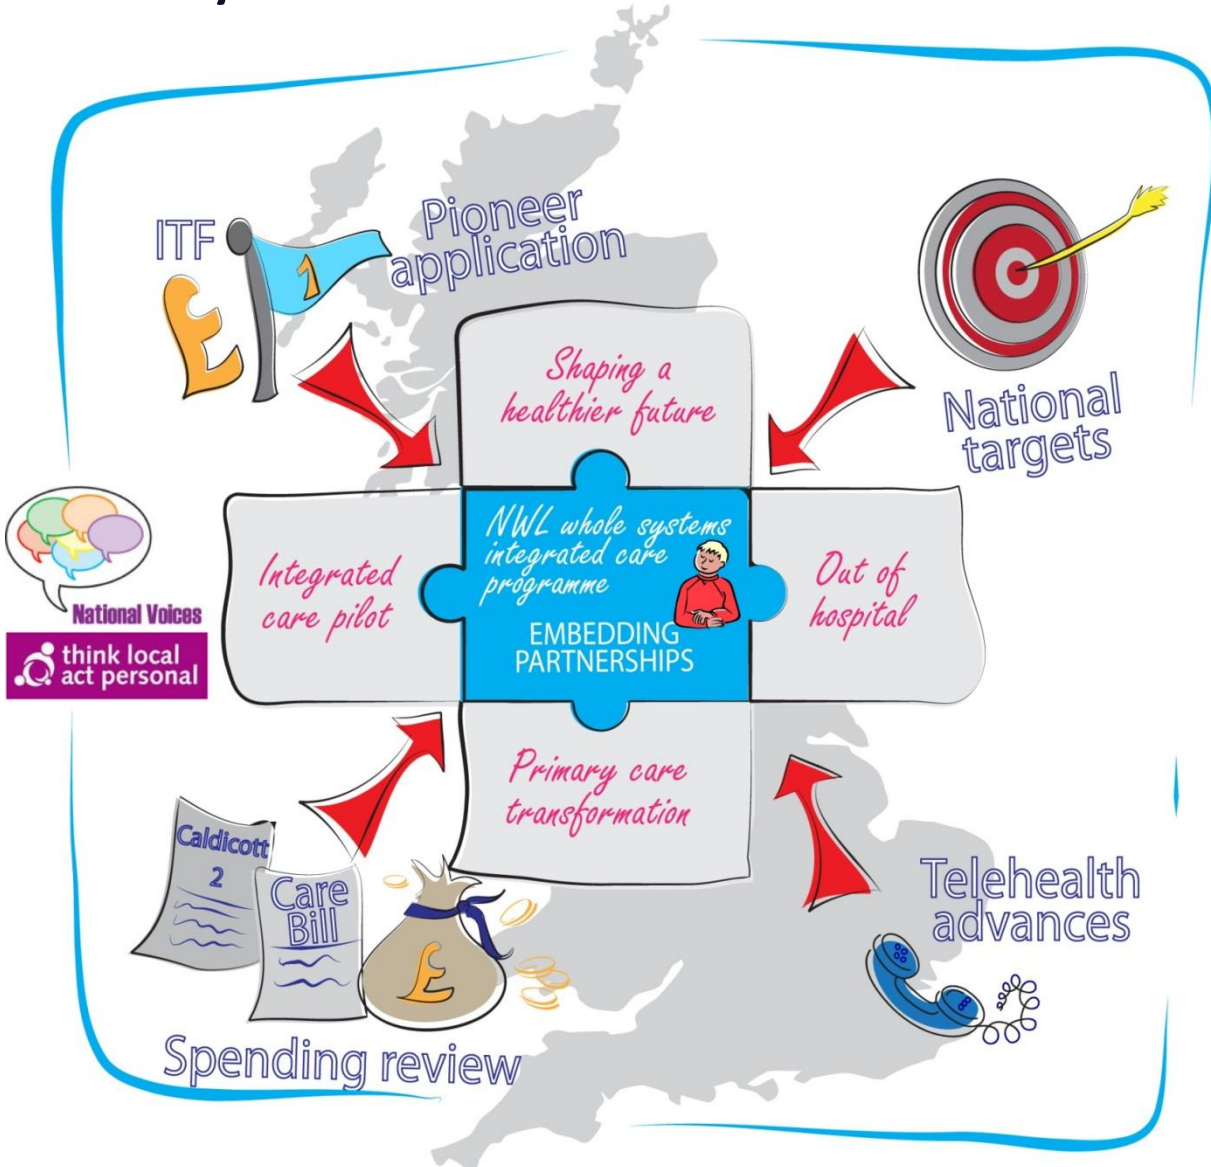 ITF
Pioneer
application
£
1
National
targets
Shaping a
healthier future
National Voices
think local
act personal
Integrated
care pilot
NWL whole systems
integrated care
programme
EMBEDDING
PARTNERSHIPS
Out of
hospital
Primary care
transformation
Caldicott
2
Care
Bill
£
Spending review
Telehealth
advances